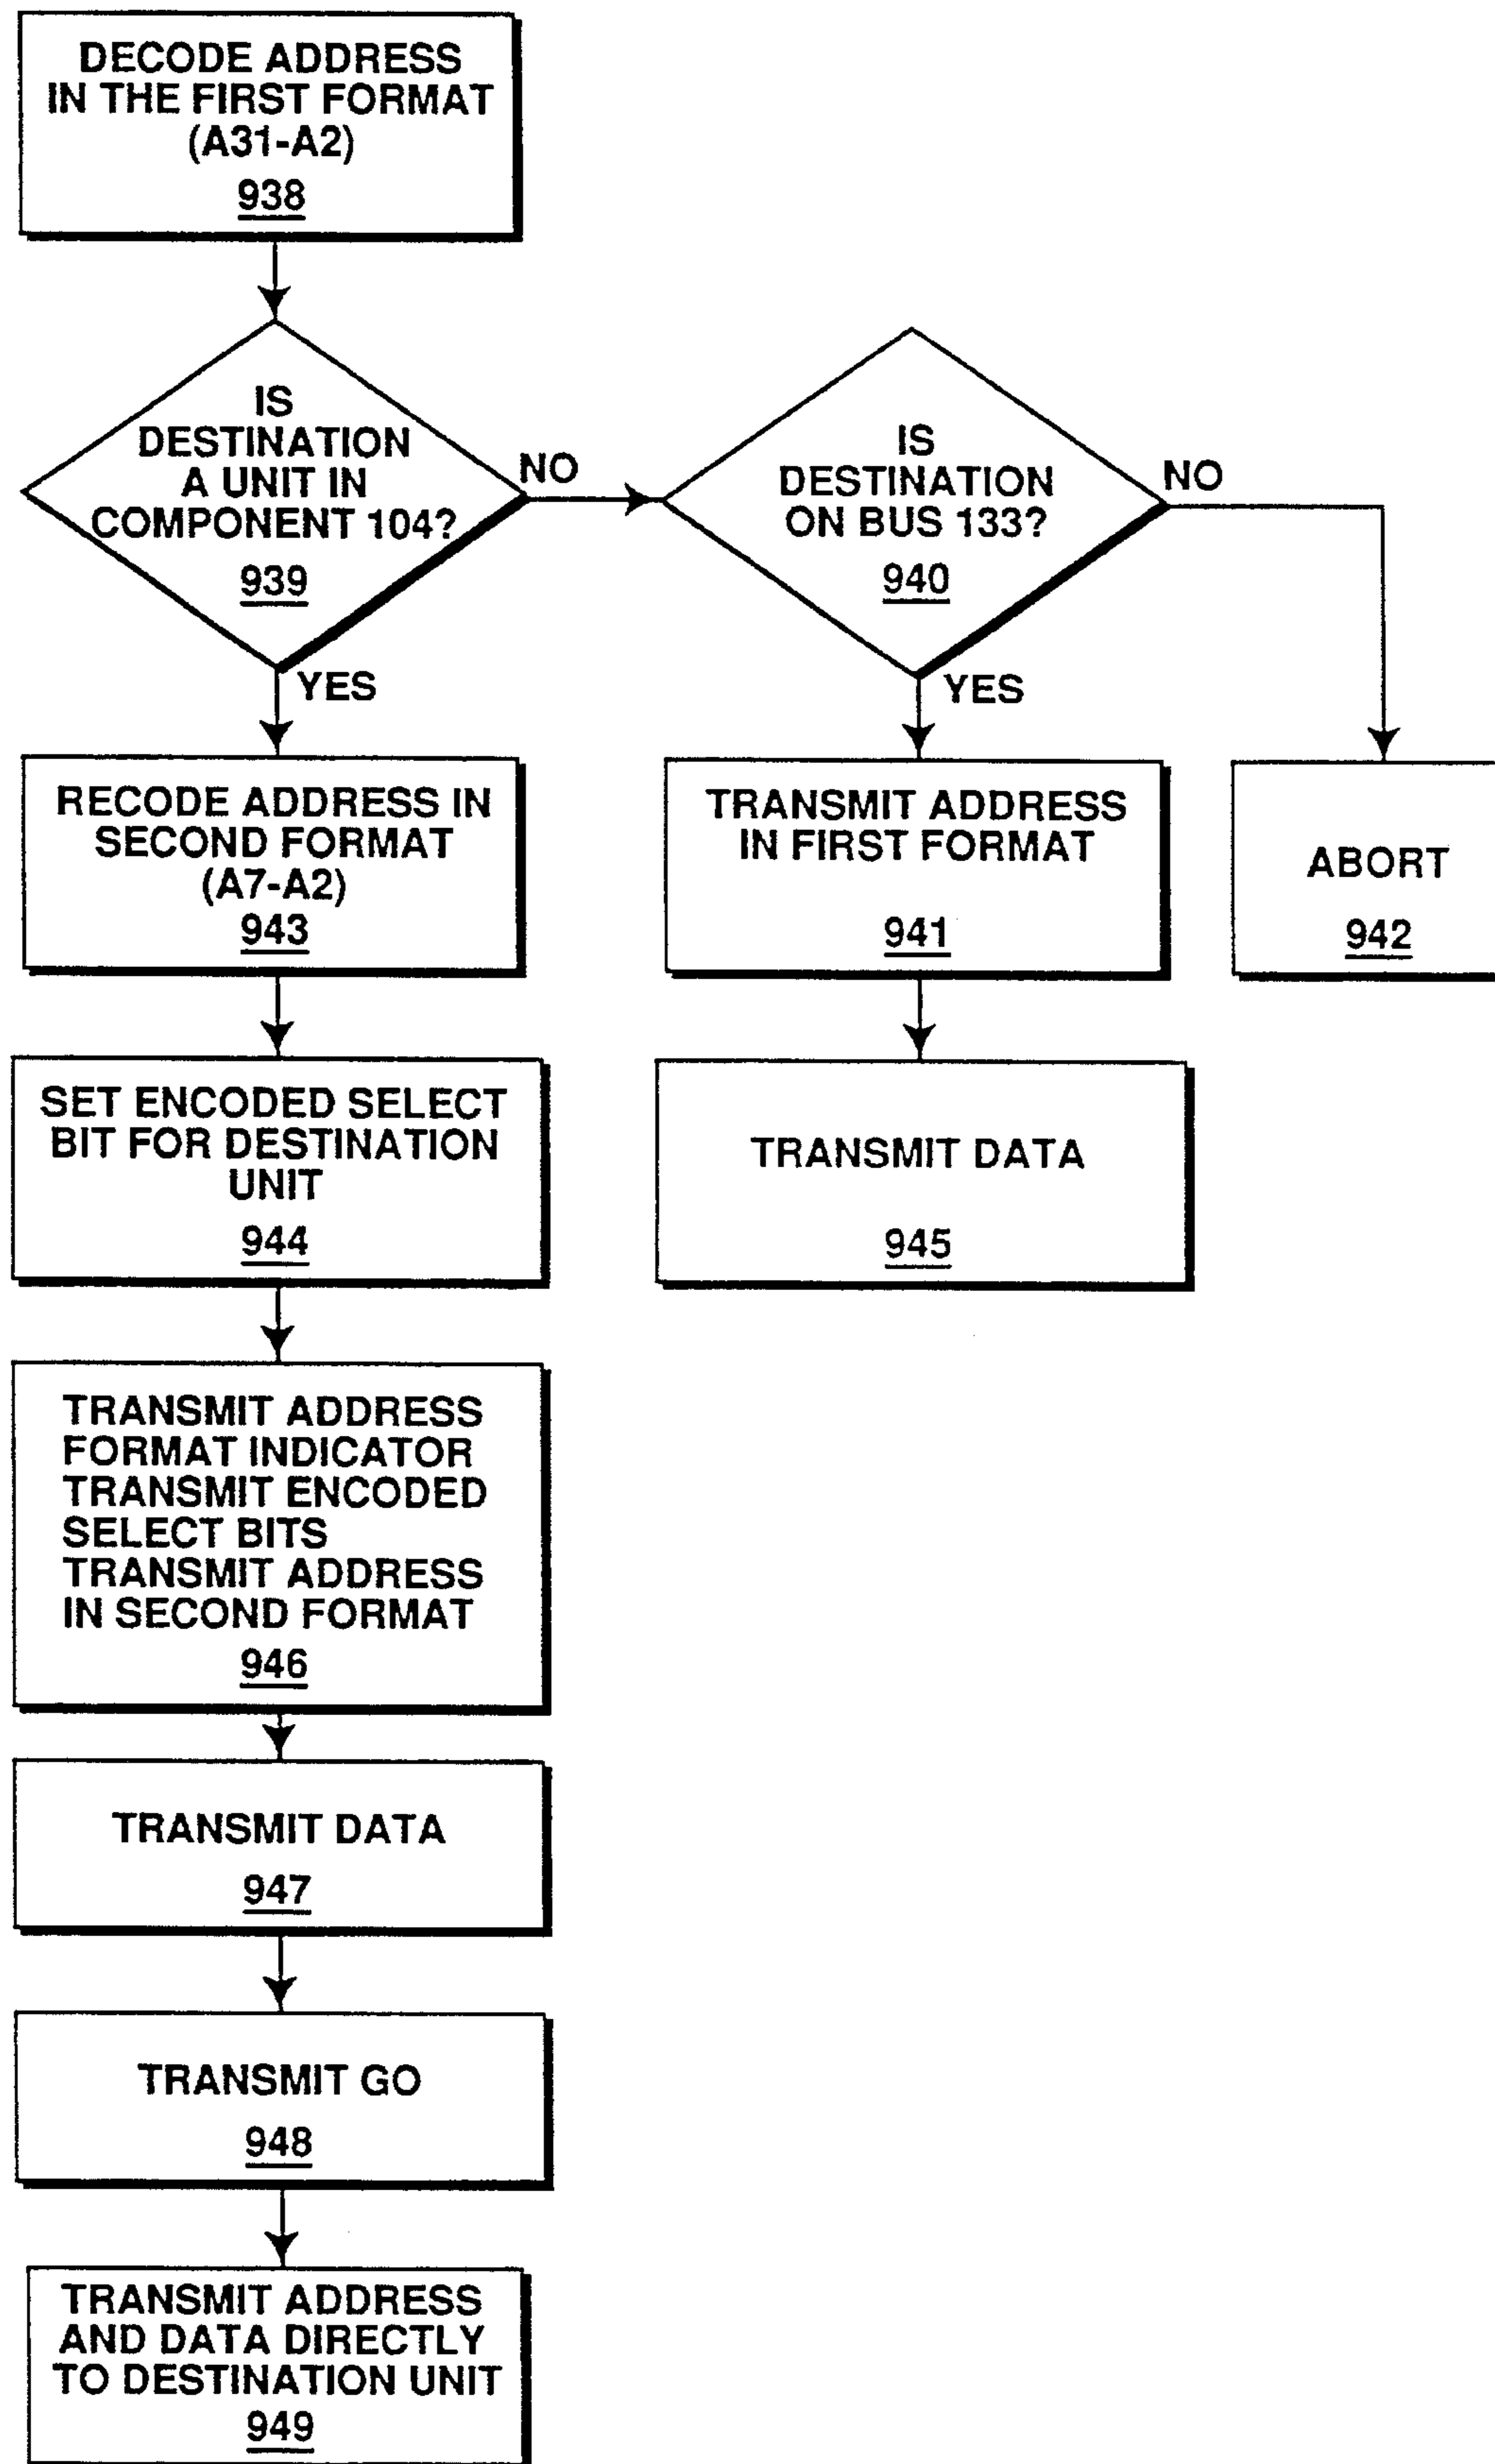 DECODE ADDRESS
IN THE FIRST FORMAT
(A31-A2)
938
IS
DESTINATION
A UNIT IN
COMPONENT 104?
939
NO
IS
DESTINATION
ON BUS 133?
940
NO
YES
YES
RECODE ADDRESS IN
SECOND FORMAT
(A7-A2)
943
TRANSMIT ADDRESS
IN FIRST FORMAT
941
ABORT
942
SET ENCODED SELECT
BIT FOR DESTINATION
UNIT
944
TRANSMIT DATA
945
TRANSMIT ADDRESS
FORMAT INDICATOR
TRANSMIT ENCODED
SELECT BITS
TRANSMIT ADDRESS
IN SECOND FORMAT
946
TRANSMIT DATA
947
TRANSMIT GO
948
TRANSMIT ADDRESS
AND DATA DIRECTLY
TO DESTINATION UNIT
949